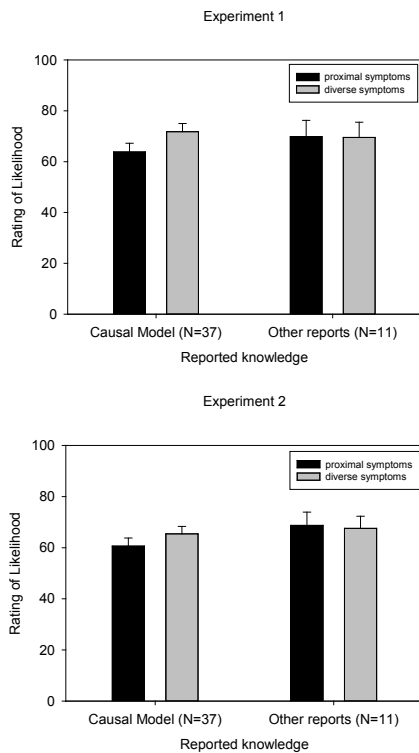 Experiment 1
100
80
60
40
20
0
Rating of Likelihood
proximal symptoms
diverse symptoms
Causal Model (N=37)
Other reports (N=11)
Reported knowledge
Experiment 2
100
80
60
40
20
0
Rating of Likelihood
proximal symptoms
diverse symptoms
Causal Model (N=37)
Other reports (N=11)
Reported knowledge